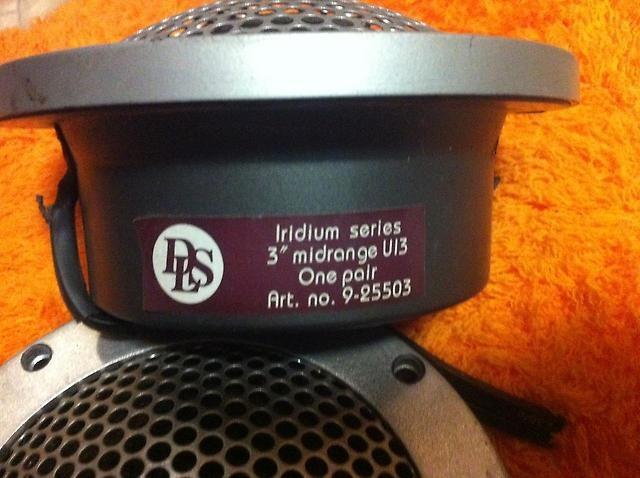 DLS
Iridium series
3" midrange UI3
One pair
Art. no. 9-25503